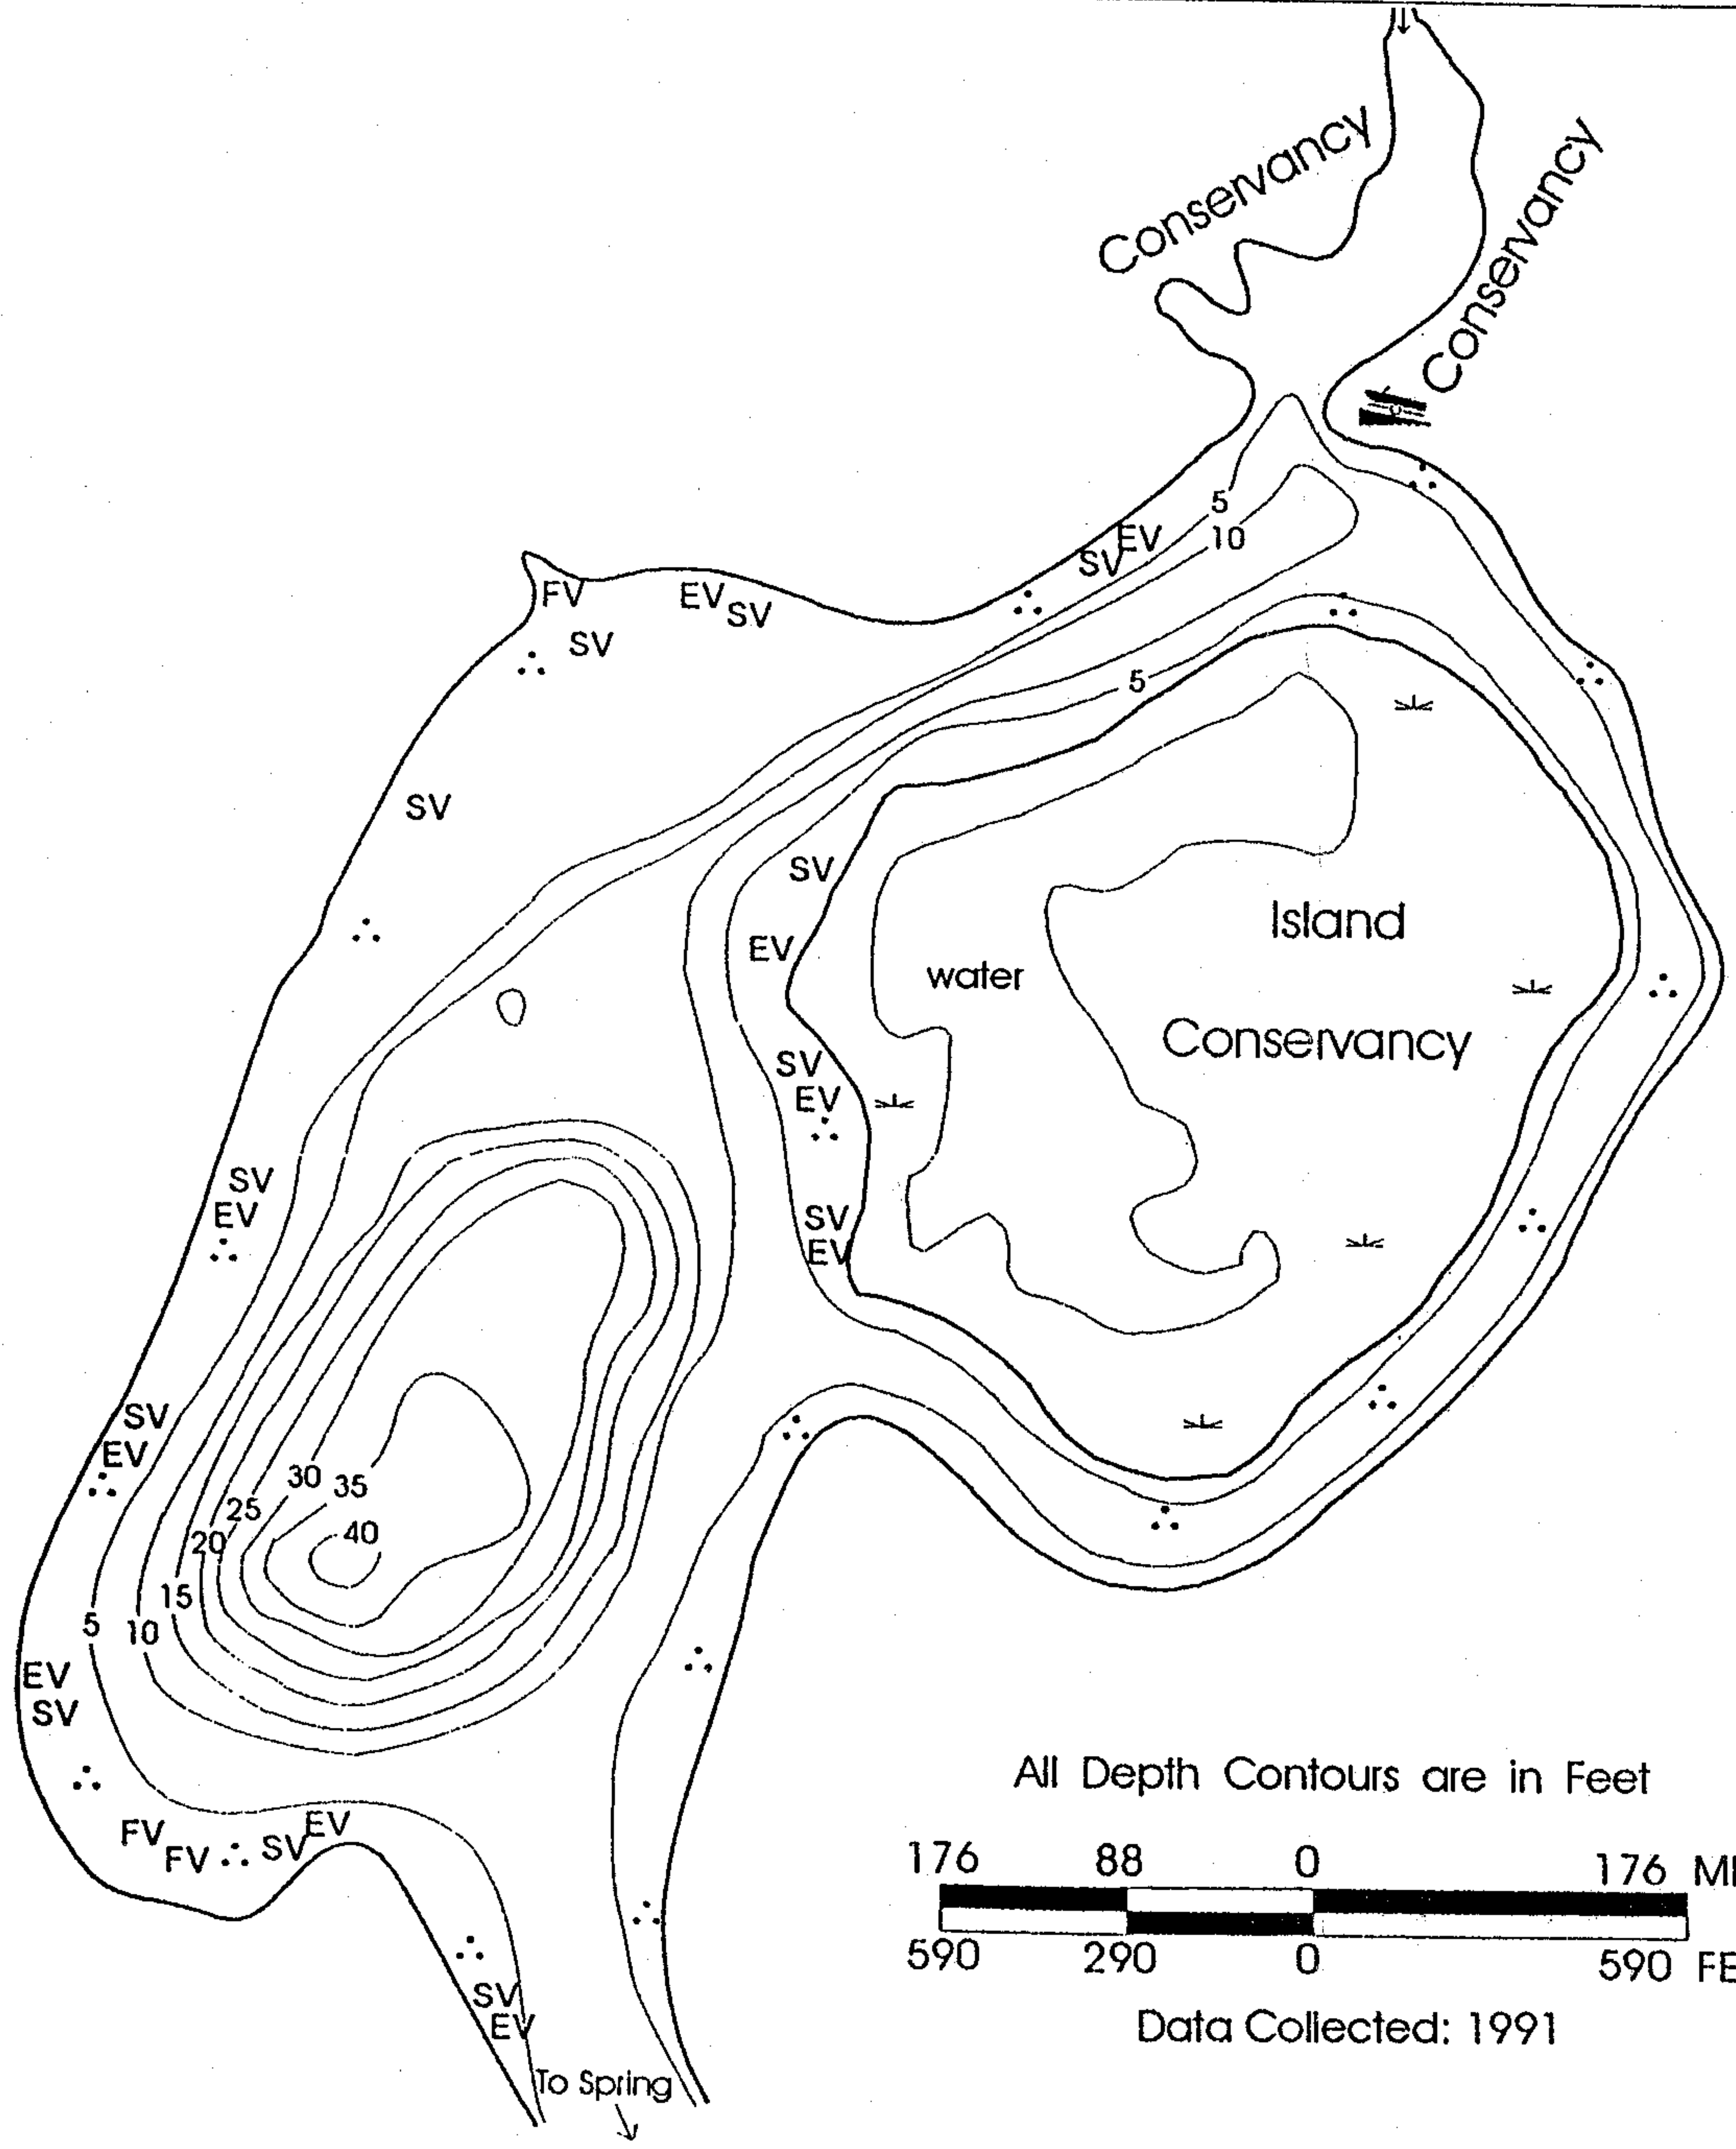 Conservancy
Conservancy
5
EV
10
SV
FV
EV
SV
SV
5
SV
SV
Island
EV
water
Conservancy
SV
EV
SV
EV
SV
EV
SV
EV
30
35
25
40
20
15
5
10
EV
SV
FV
FV
SV
EV
SV
EV
To Spring
All Depth Contours are in Feet
176 88 0 176
590 290 0 590
Data Collected: 1991